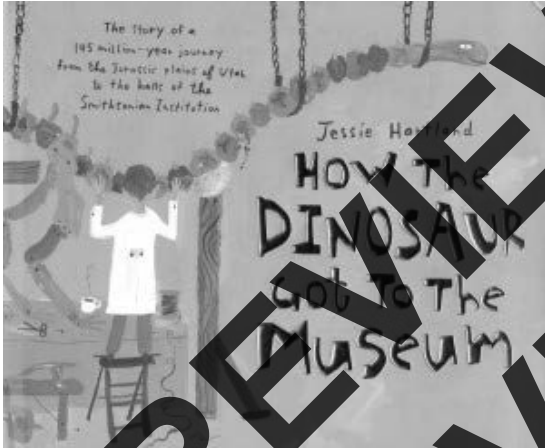 The story of a
145 million-year journey
from the Jurassic plains of Utah
to the halls of the
Smithsonian Institution
Jessie Hartland
How The
DINOSAUR
Got To The
Museum